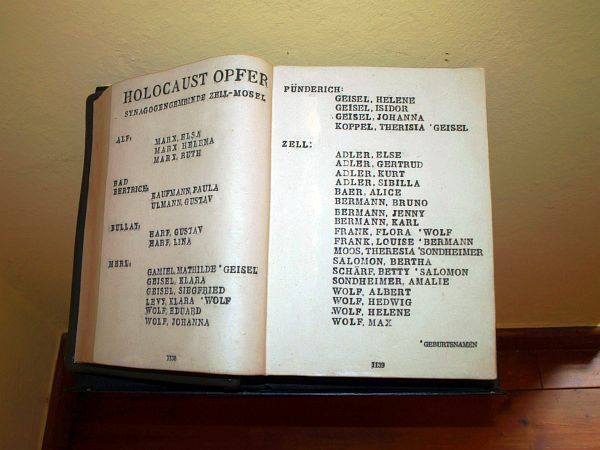 HOLOCAUST OPFER
SYNAGOGENGEMEINDE ZELL-MOSEL
ALF:
MARX, ELSA
MARX HELENA
MARX, RUTH
BAD
BERTRICH:
KAUFMANN, PAULA
ULMANN, GUSTAV
BULLAY:
HARF, GUSTAV
HARF, LINA
MERL:
GAMIEL, MATHILDE *GEISEL
GEISEL, KLARA
GEISEL, SIEGFRIED
LEVY, KLARA *WOLF
WOLF, EDUARD
WOLF, JOHANNA
1138
PÜNDERICH:
GEISEL, HELENE
GEISEL, ISIDOR
GEISEL, JOHANNA
KOPPEL, THERISIA *GEISEL
ZELL:
ADLER, ELSE
ADLER, GERTRUD
ADLER, KURT
ADLER, SIBILLA
BAER, ALICE
BERMANN, BRUNO
BERMANN, JENNY
BERMANN, KARL
FRANK, FLORA *WOLF
FRANK, LOUISE *BERMANN
MOOS, THERESIA *SONDHEIMER
SALOMON, BERTHA
SCHÄRF, BETTY *SALOMON
SONDHEIMER, AMALIE
WOLF, ALBERT
WOLF, HEDWIG
WOLF, HELENE
WOLF, MAX
*GEBURTSNAMEN
1139